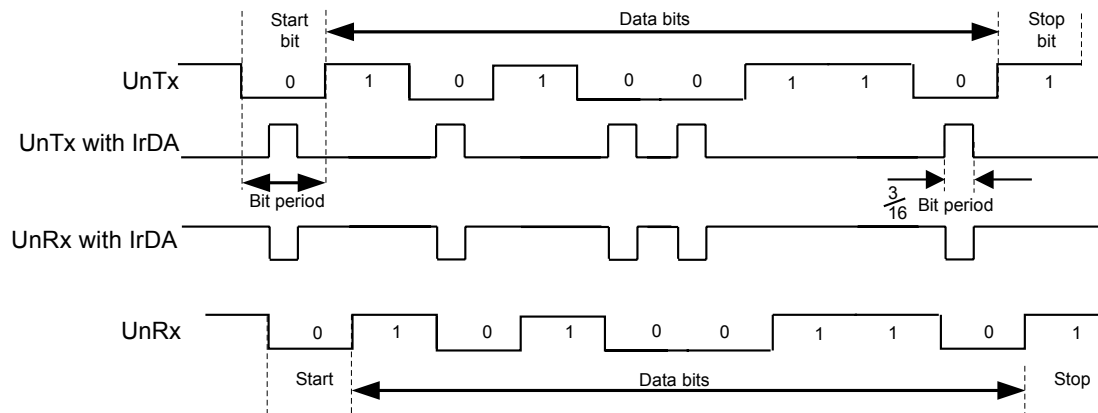 Start
bit
Data bits
Stop
bit
UnTx
0 1 0 1 0 0 1 1 0 1
UnTx with IrDA
Bit period
3/16 Bit period
UnRx with IrDA
UnRx
0 1 0 1 0 0 1 1 0 1
Start
Data bits
Stop